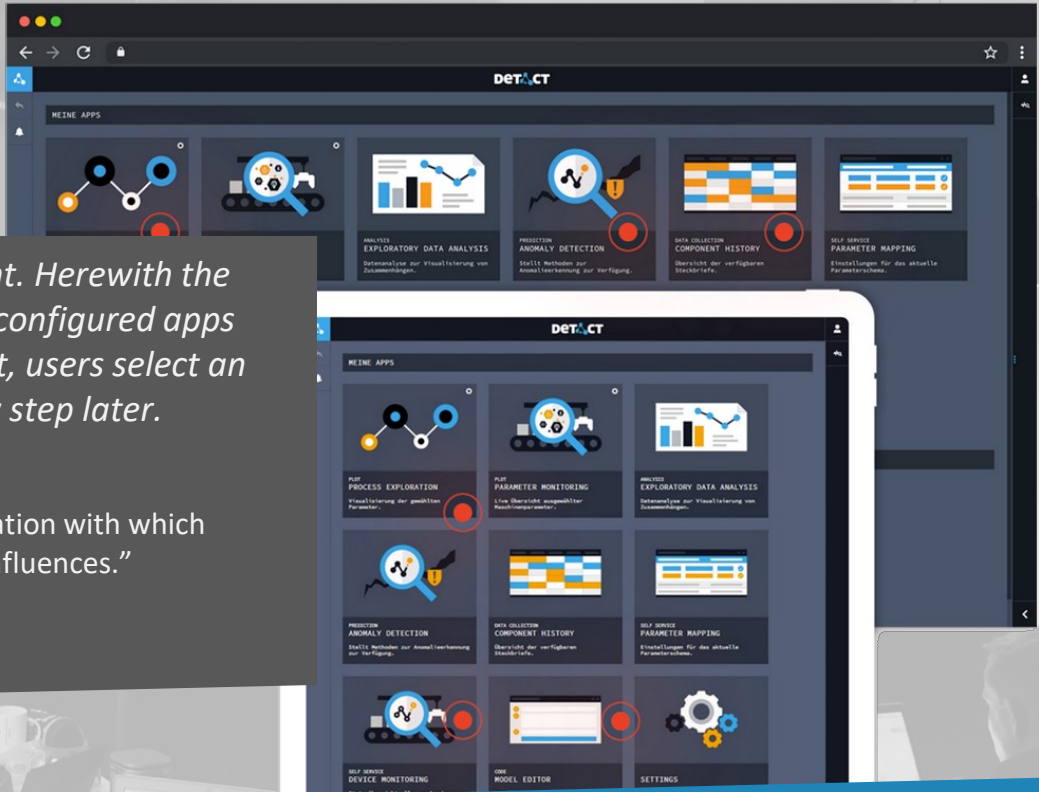 DETACT
MEINE APPS
ANALYSIS
EXPLORATORY DATA ANALYSIS
Datenanalyse zur Visualisierung von
Zusammenhängen.
PREDICTION
ANOMALY DETECTION
Stellt Methoden zur
Anomalieerkennung zur Verfügung.
DATA COLLECTION
COMPONENT HISTORY
Übersicht der verfügbaren
Steckbriefe.
SELF SERVICE
PARAMETER MAPPING
Einstellungen für das aktuelle
Parameterschema.
nt. Herewith the
configured apps
t, users select an
step later.
ation with which
fluences.”
DETACT
MEINE APPS
PLOT
PROCESS EXPLORATION
Visualisierung der gewählten
Parameter.
PLOT
PARAMETER MONITORING
Live Übersicht ausgewählter
Maschinenparameter.
ANALYSIS
EXPLORATORY DATA ANALYSIS
Datenanalyse zur Visualisierung von
Zusammenhängen.
PREDICTION
ANOMALY DETECTION
Stellt Methoden zur Anomalieerkennung
zur Verfügung.
DATA COLLECTION
COMPONENT HISTORY
Übersicht der verfügbaren
Steckbriefe.
SELF SERVICE
PARAMETER MAPPING
Einstellungen für das aktuelle
Parameterschema.
SELF SERVICE
DEVICE MONITORING
CODE
MODEL EDITOR
SETTINGS